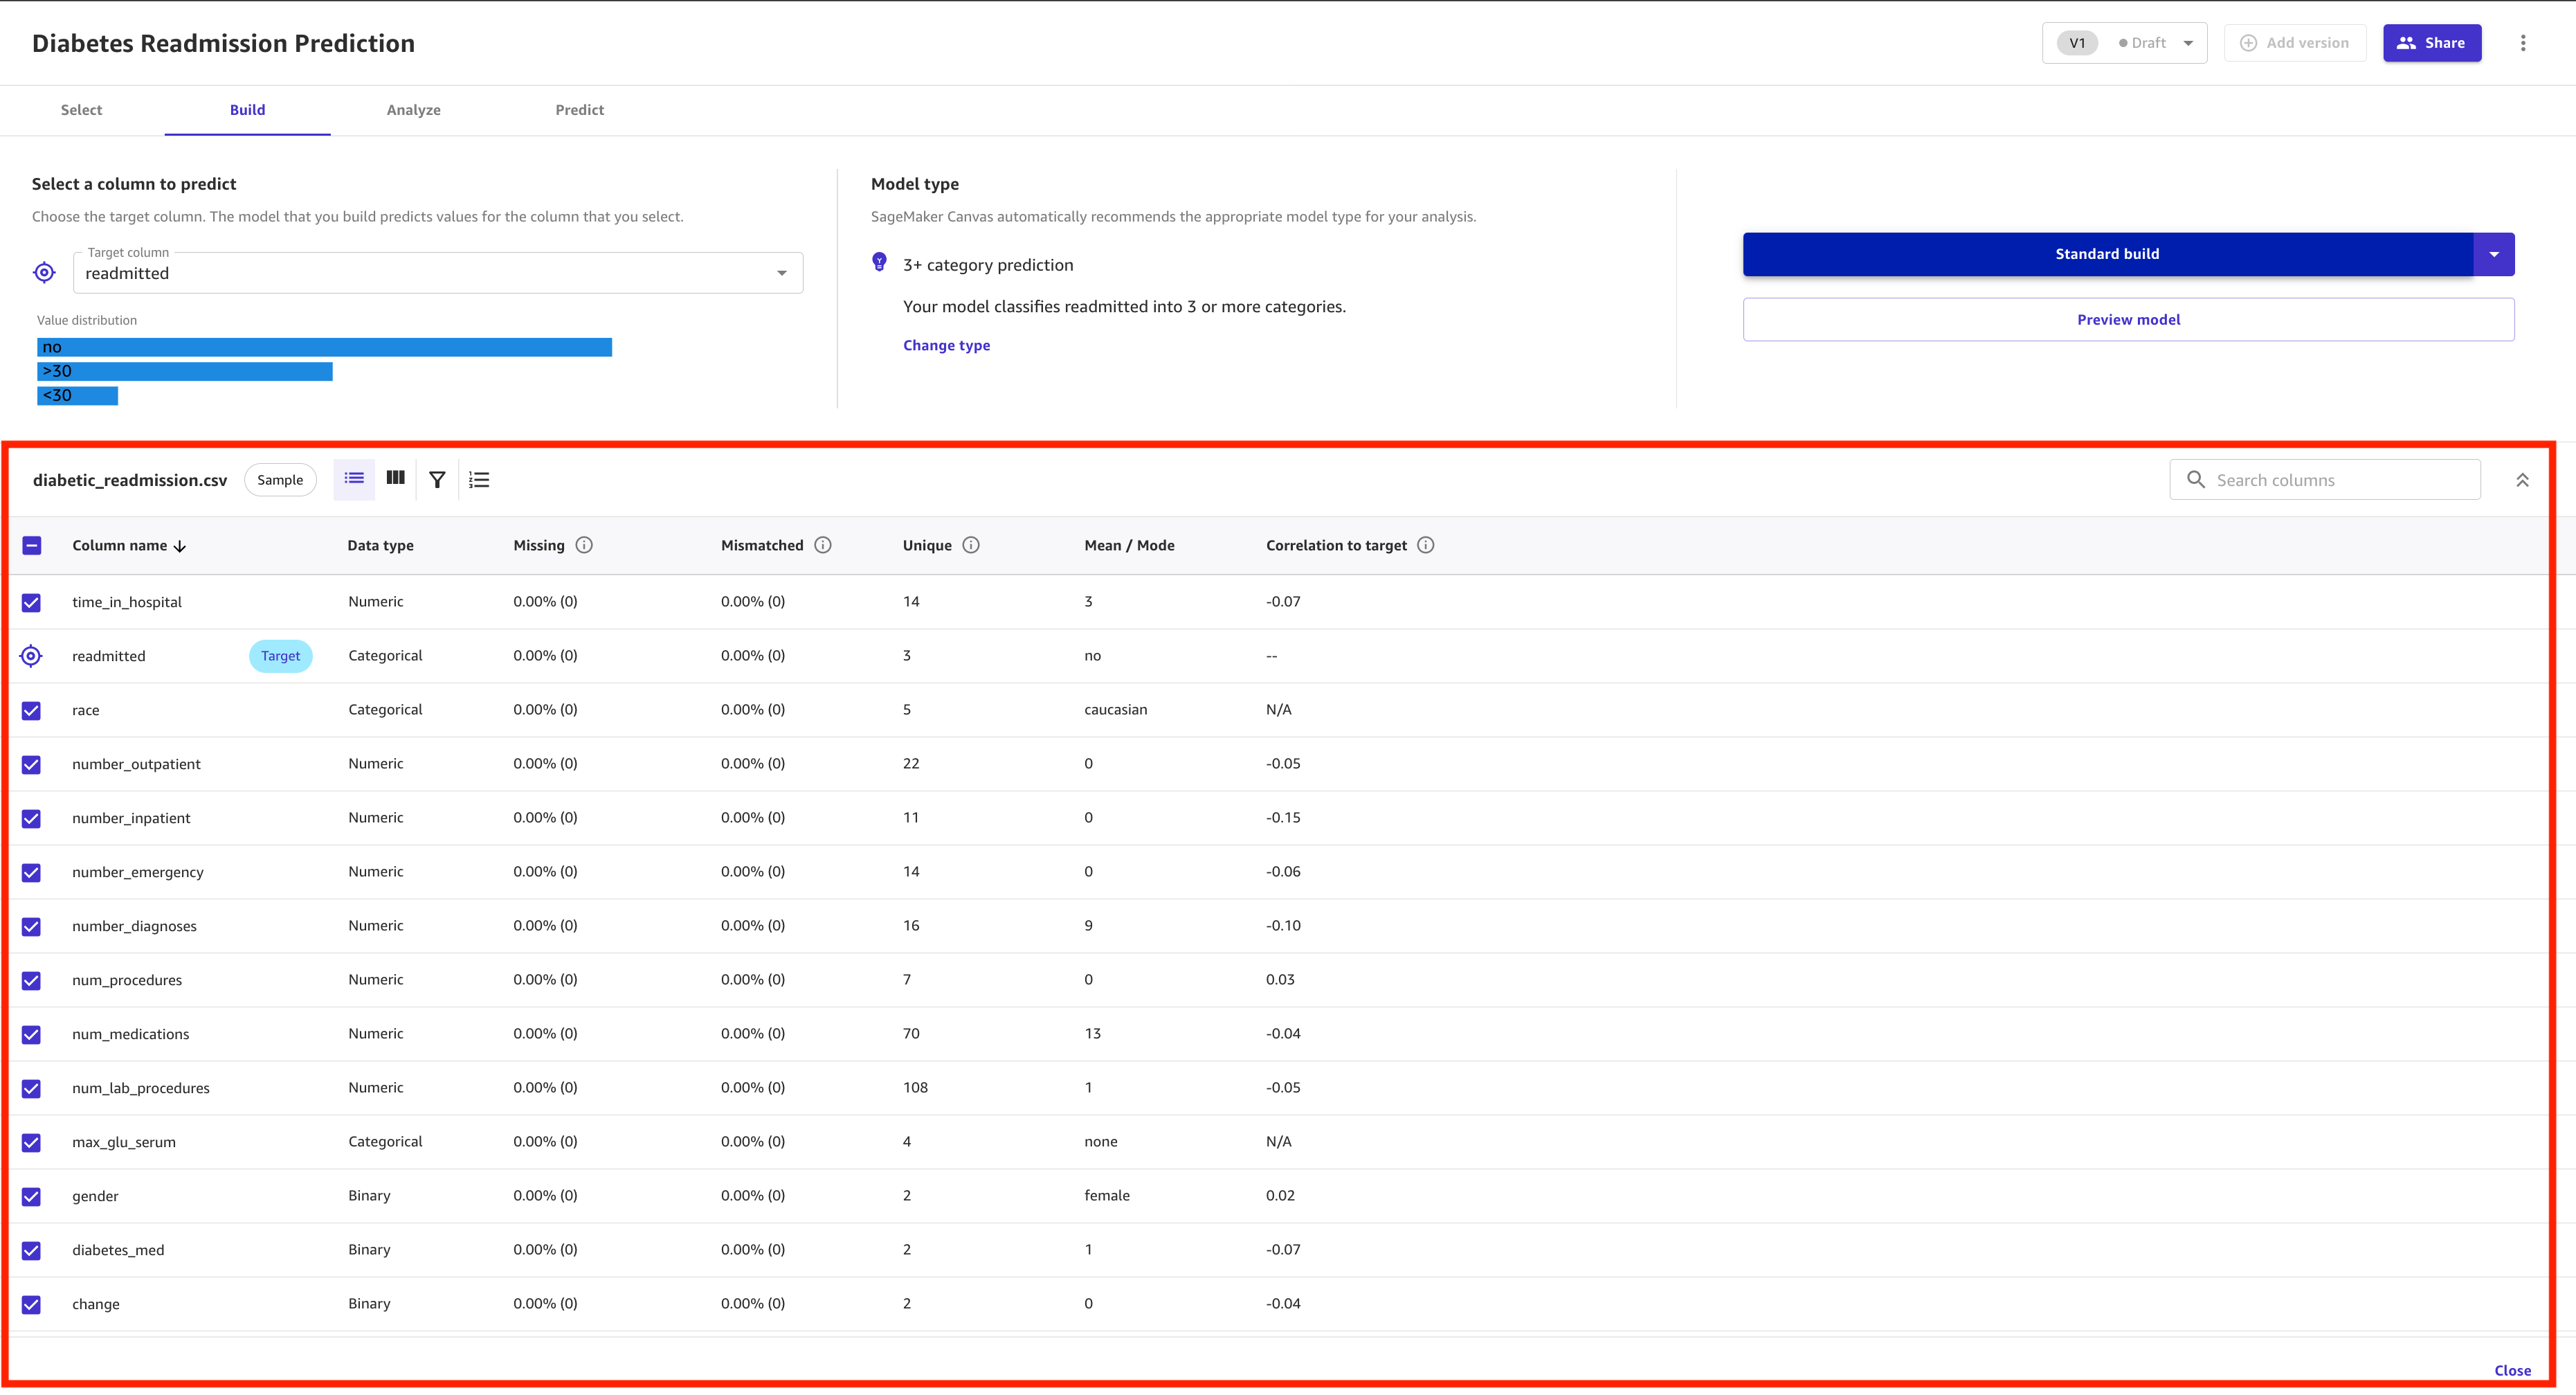 Diabetes Readmission Prediction
V1 Draft Add version Share
Select Build Analyze Predict
Select a column to predict
Choose the target column. The model that you build predicts values for the column that you select.
Target column
readmitted
Value distribution
no
>30
<30
Model type
SageMaker Canvas automatically recommends the appropriate model type for your analysis.
3+ category prediction
Your model classifies readmitted into 3 or more categories.
Change type
Standard build
Preview model
diabetic_readmission.csv Sample Search columns
Column name Data type Missing Mismatched Unique Mean / Mode Correlation to target
time_in_hospital Numeric 0.00% (0) 0.00% (0) 14 3 -0.07
readmitted Target Categorical 0.00% (0) 0.00% (0) 3 no --
race Categorical 0.00% (0) 0.00% (0) 5 caucasian N/A
number_outpatient Numeric 0.00% (0) 0.00% (0) 22 0 -0.05
number_inpatient Numeric 0.00% (0) 0.00% (0) 11 0 -0.15
number_emergency Numeric 0.00% (0) 0.00% (0) 14 0 -0.06
number_diagnoses Numeric 0.00% (0) 0.00% (0) 16 9 -0.10
num_procedures Numeric 0.00% (0) 0.00% (0) 7 0 0.03
num_medications Numeric 0.00% (0) 0.00% (0) 70 13 -0.04
num_lab_procedures Numeric 0.00% (0) 0.00% (0) 108 1 -0.05
max_glu_serum Categorical 0.00% (0) 0.00% (0) 4 none N/A
gender Binary 0.00% (0) 0.00% (0) 2 female 0.02
diabetes_med Binary 0.00% (0) 0.00% (0) 2 1 -0.07
change Binary 0.00% (0) 0.00% (0) 2 0 -0.04
Close